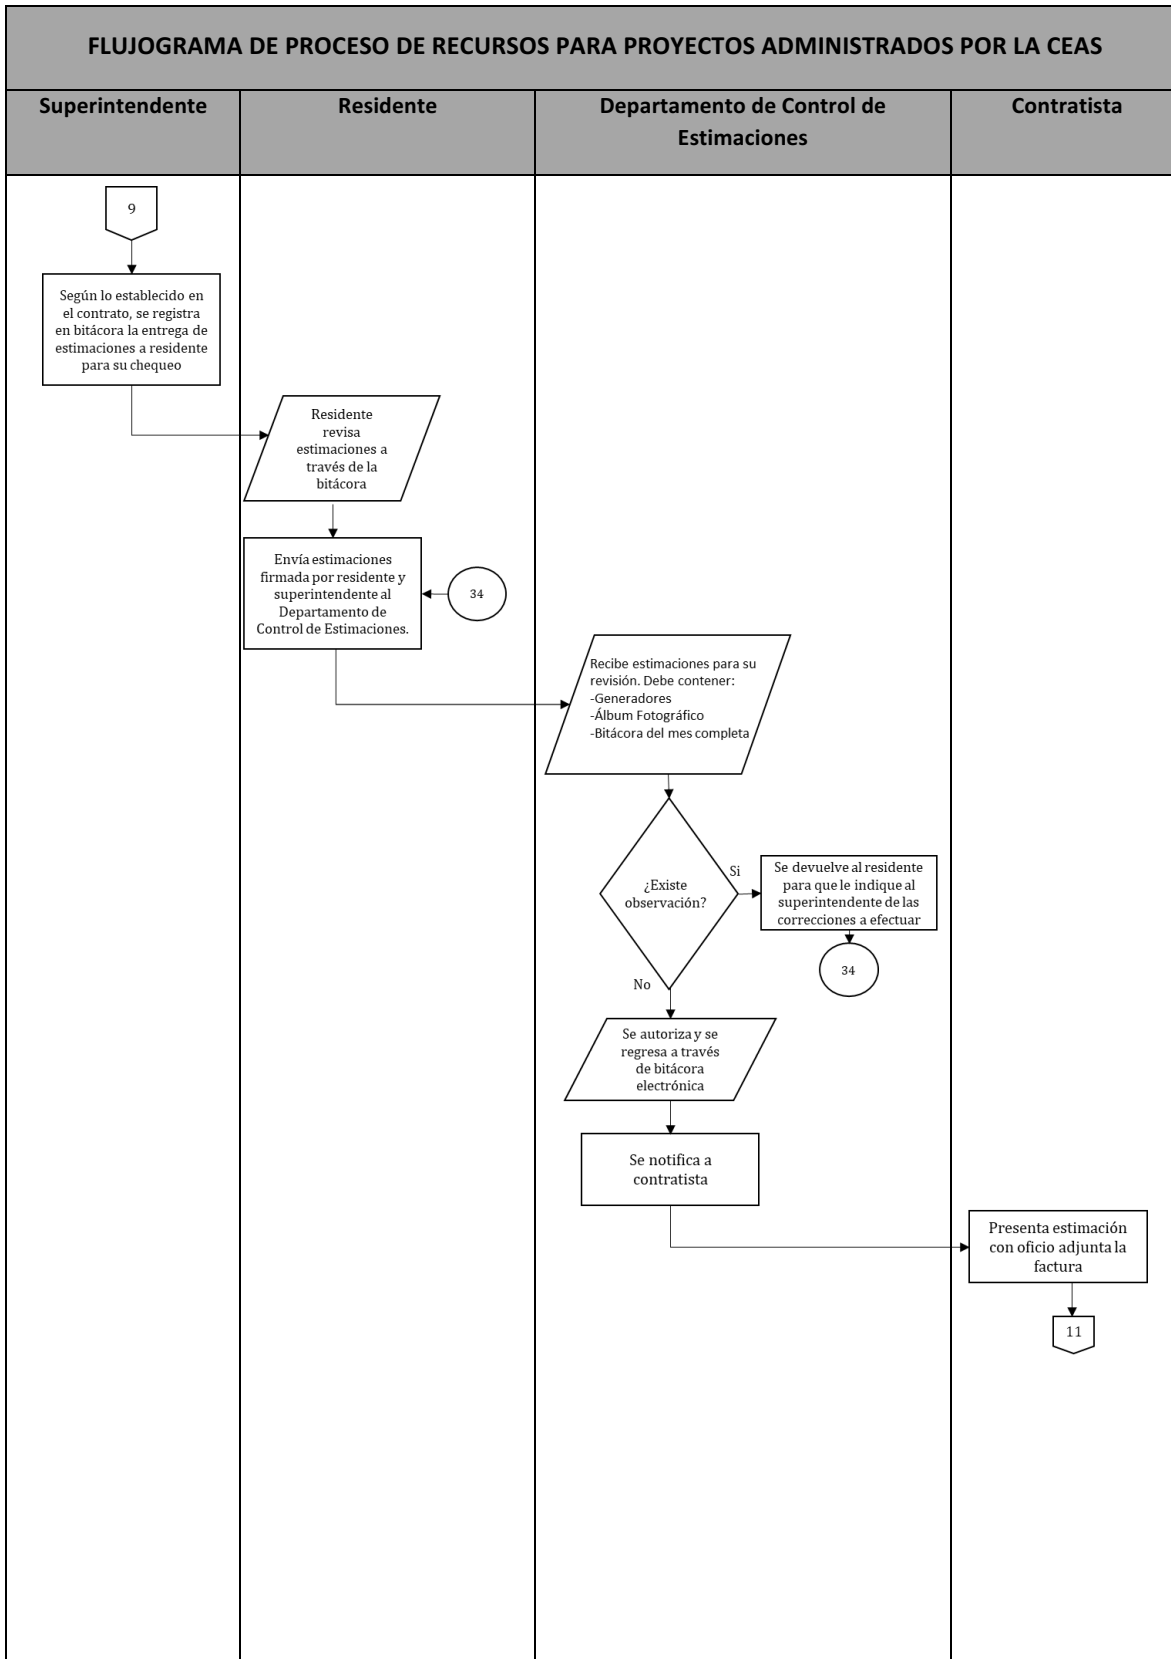 FLUJOGRAMA DE PROCESO DE RECURSOS PARA PROYECTOS ADMINISTRADOS POR LA CEAS
Superintendente
Residente
Departamento de Control de
Estimaciones
Contratista
9
Según lo establecido en
el contrato, se registra
en bitácora la entrega de
estimaciones a residente
para su chequeo
Residente
revisa
estimaciones a
través de la
bitácora
Envía estimaciones
firmada por residente y
superintendente al
Departamento de
Control de Estimaciones.
34
Recibe estimaciones para su
revisión. Debe contener:
-Generadores
-Álbum Fotográfico
-Bitácora del mes completa
¿Existe
observación?
Si
Se devuelve al residente
para que le indique al
superintendente de las
correcciones a efectuar
34
No
Se autoriza y se
regresa a través
de bitácora
electrónica
Se notifica a
contratista
Presenta estimación
con oficio adjunta la
factura
11